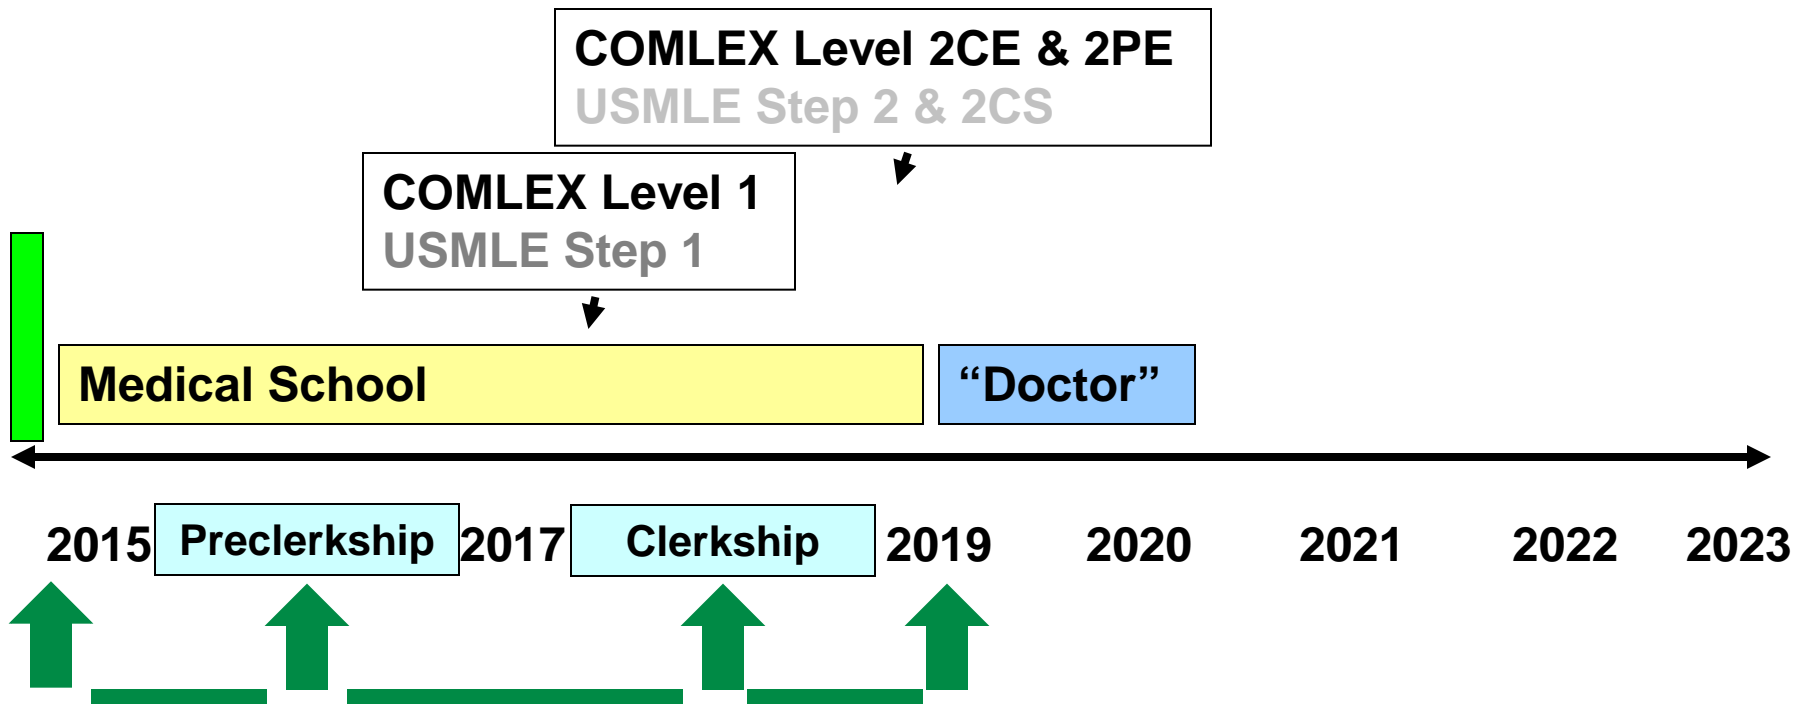 COMLEX Level 2CE & 2PE
USMLE Step 2 & 2CS
COMLEX Level 1
USMLE Step 1
Medical School
“Doctor”
2015 Preclerkship 2017 Clerkship 2019 2020 2021 2022 2023